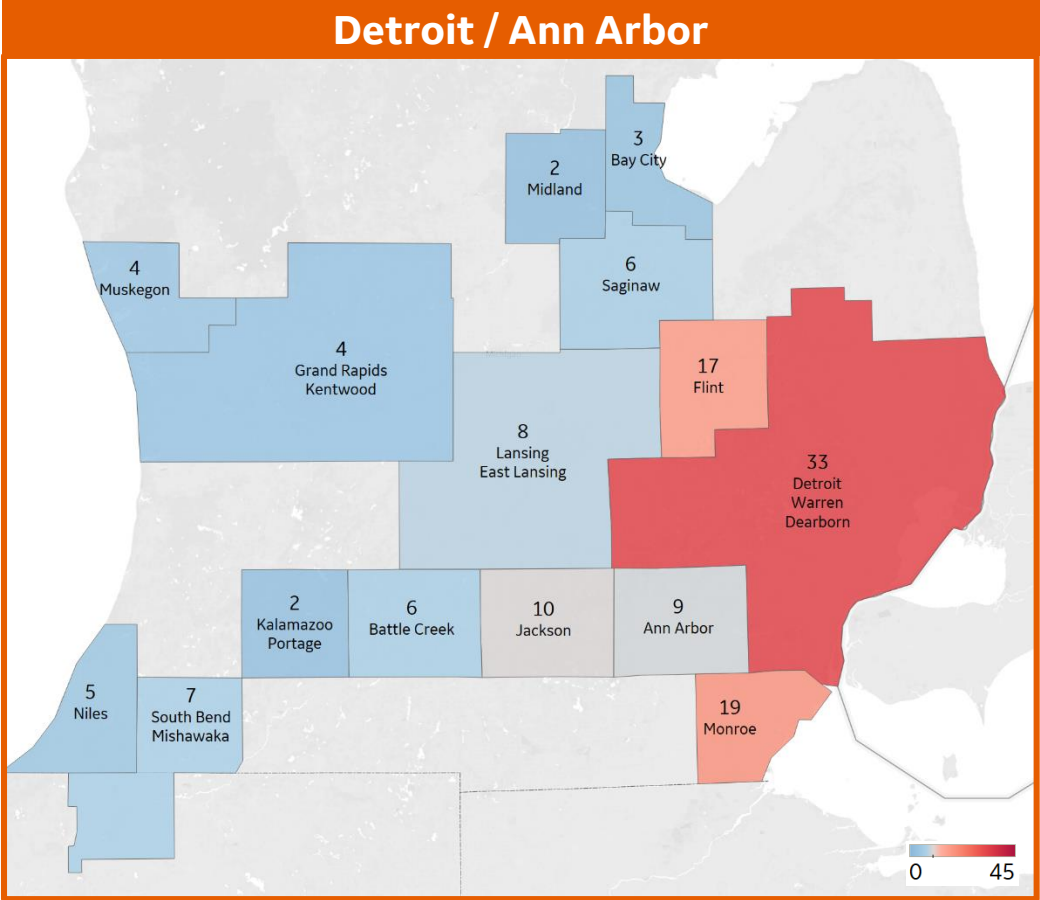 Detroit / Ann Arbor
3
Bay City
2
Midland
4
Muskegon
6
Saginaw
4
Grand Rapids
Kentwood
17
Flint
8
Lansing
East Lansing
33
Detroit
Warren
Dearborn
2
Kalamazoo
Portage
6
Battle Creek
10
Jackson
9
Ann Arbor
5
Niles
7
South Bend
Mishawaka
19
Monroe
0 45